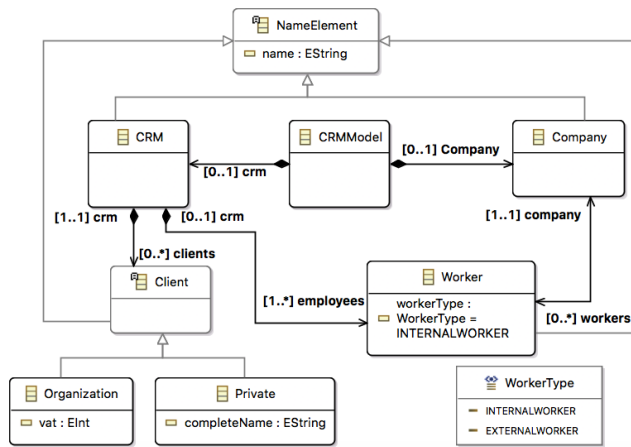 NameElement
name : EString
CRM
CRMModel
Company
[0..1] crm
[0..1] Company
[1..1] crm
[0..1] crm
[1..1] company
[0..*] clients
Client
Worker
[1..*] employees
workerType :
WorkerType =
INTERNALWORKER
[0..*] workers
Organization
vat : EInt
Private
completeName : EString
WorkerType
INTERNALWORKER
EXTERNALWORKER